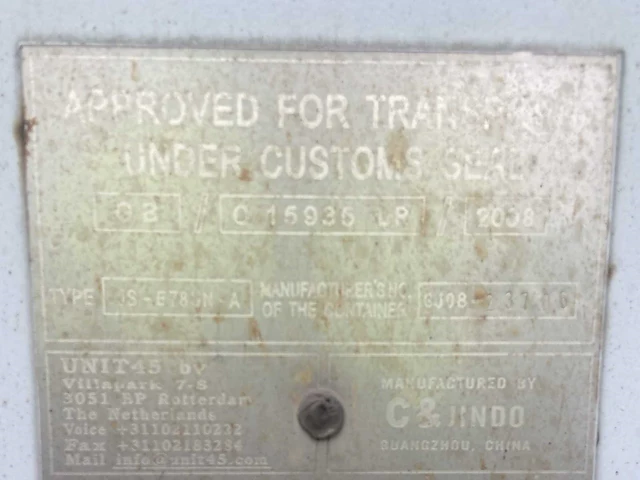 APPROVED FOR TRANSPORT
UNDER CUSTOMS SEAL
GB / C 15935 LR / 2008
TYPE MANUFACTURER'S NO.
OF THE CONTAINER
UNIT45 bv
Villapark 7-8
3051 BP Rotterdam
The Netherlands
Voice +31102110232
Fax +31102183284
Mail info@unit45.com
MANUFACTURED BY
C&JINDO
GUANGZHOU, CHINA